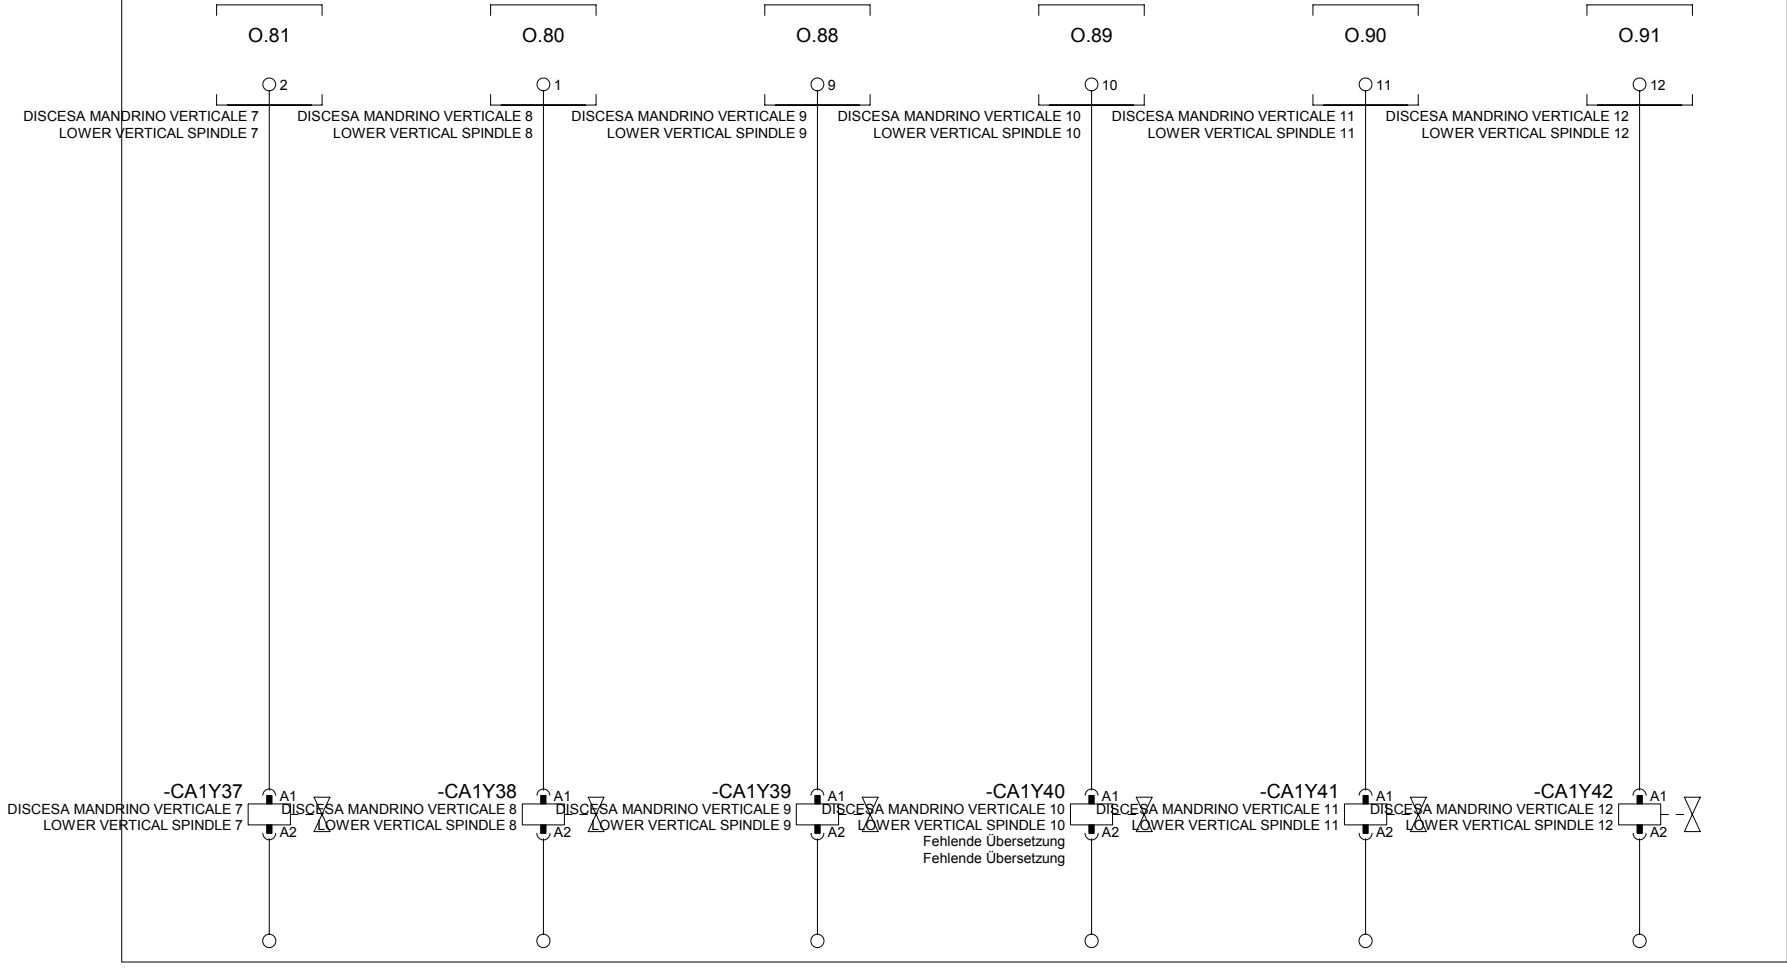 O.81
O.80
O.88
O.89
O.90
O.91
2
1
9
10
11
12
DISCESA MANDRINO VERTICALE 7
LOWER VERTICAL SPINDLE 7
DISCESA MANDRINO VERTICALE 8
LOWER VERTICAL SPINDLE 8
DISCESA MANDRINO VERTICALE 9
LOWER VERTICAL SPINDLE 9
DISCESA MANDRINO VERTICALE 10
LOWER VERTICAL SPINDLE 10
DISCESA MANDRINO VERTICALE 11
LOWER VERTICAL SPINDLE 11
DISCESA MANDRINO VERTICALE 12
LOWER VERTICAL SPINDLE 12
-CA1Y37
A1
DISCESA MANDRINO VERTICALE 7
LOWER VERTICAL SPINDLE 7
A2
-CA1Y38
A1
DISCESA MANDRINO VERTICALE 8
LOWER VERTICAL SPINDLE 8
A2
-CA1Y39
A1
DISCESA MANDRINO VERTICALE 9
LOWER VERTICAL SPINDLE 9
A2
-CA1Y40
A1
DISCESA MANDRINO VERTICALE 10
LOWER VERTICAL SPINDLE 10
A2
Fehlende Übersetzung
Fehlende Übersetzung
-CA1Y41
A1
DISCESA MANDRINO VERTICALE 11
LOWER VERTICAL SPINDLE 11
A2
-CA1Y42
A1
DISCESA MANDRINO VERTICALE 12
LOWER VERTICAL SPINDLE 12
A2